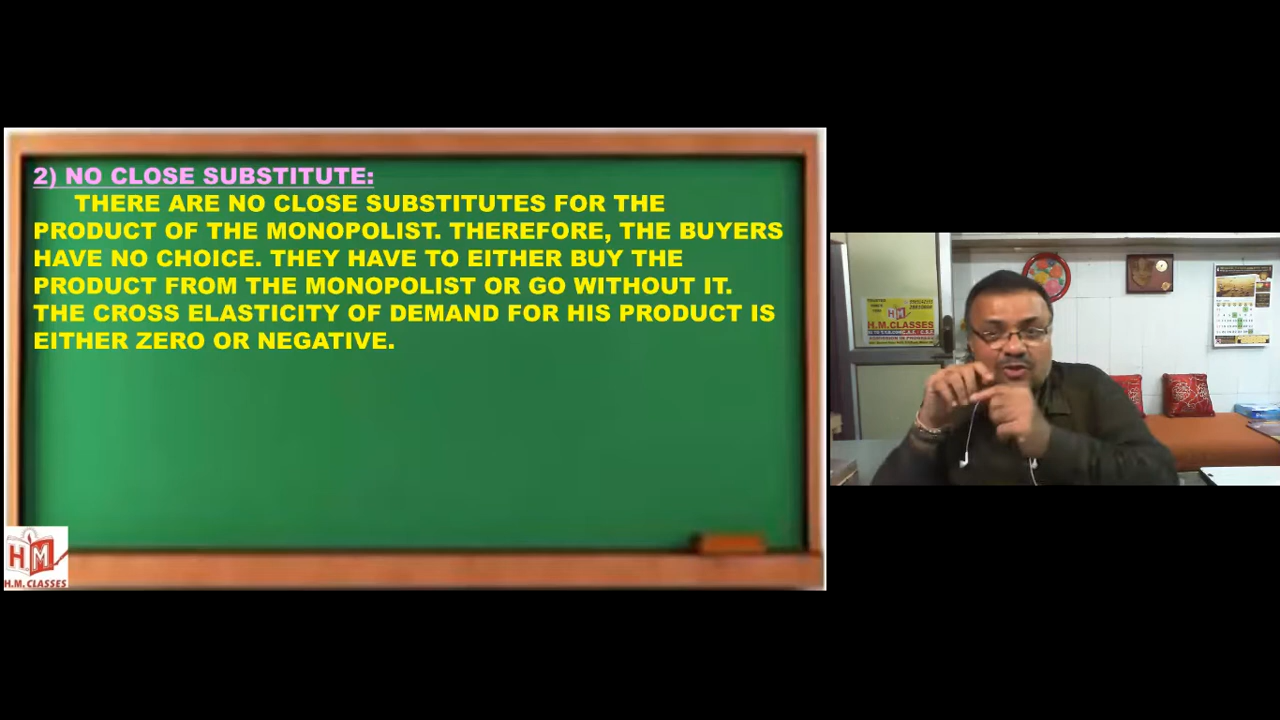 2) NO CLOSE SUBSTITUTE:
THERE ARE NO CLOSE SUBSTITUTES FOR THE
PRODUCT OF THE MONOPOLIST. THEREFORE, THE BUYERS
HAVE NO CHOICE. THEY HAVE TO EITHER BUY THE
PRODUCT FROM THE MONOPOLIST OR GO WITHOUT IT.
THE CROSS ELASTICITY OF DEMAND FOR HIS PRODUCT IS
EITHER ZERO OR NEGATIVE.
HM
H.M. CLASSES
HM
H.M. CLASSES